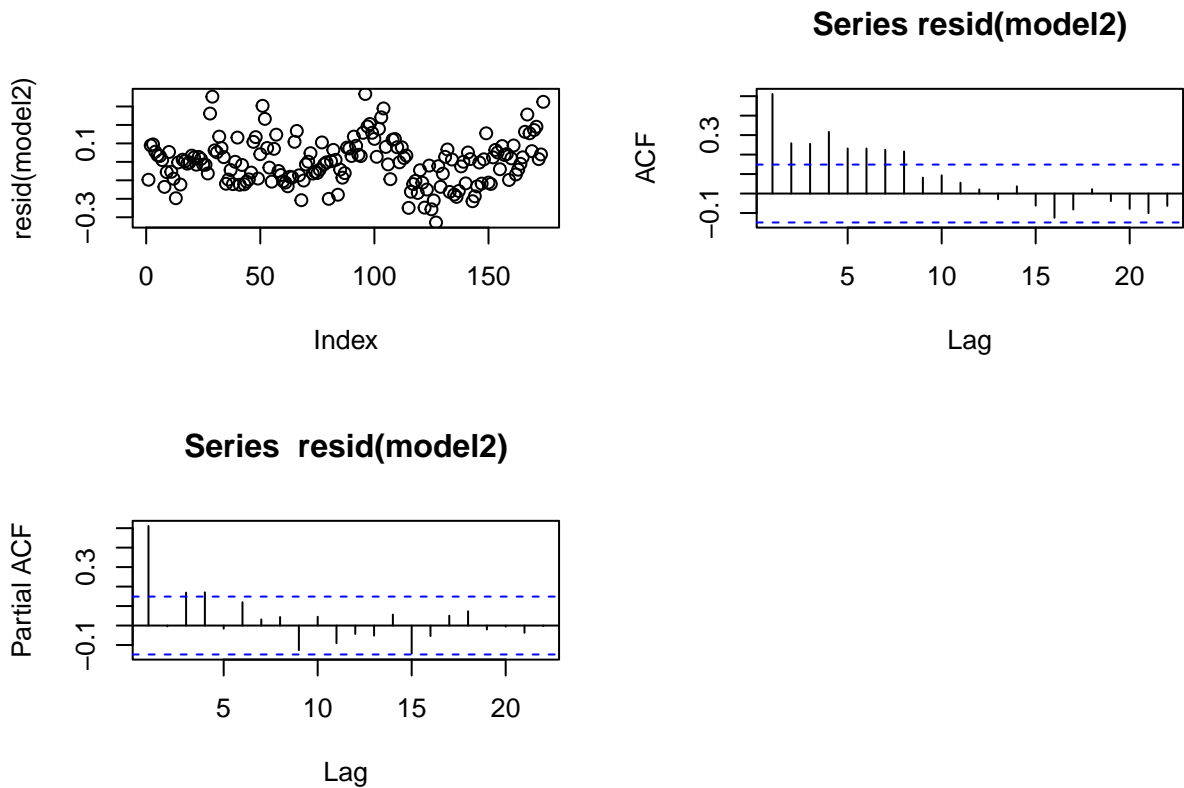 Series resid(model2)
resid(model2)
0.1
−0.3
0 50 100 150
Index
ACF
0.3
−0.1
5 10 15 20
Lag
Series resid(model2)
Partial ACF
0.3
−0.1
5 10 15 20
Lag